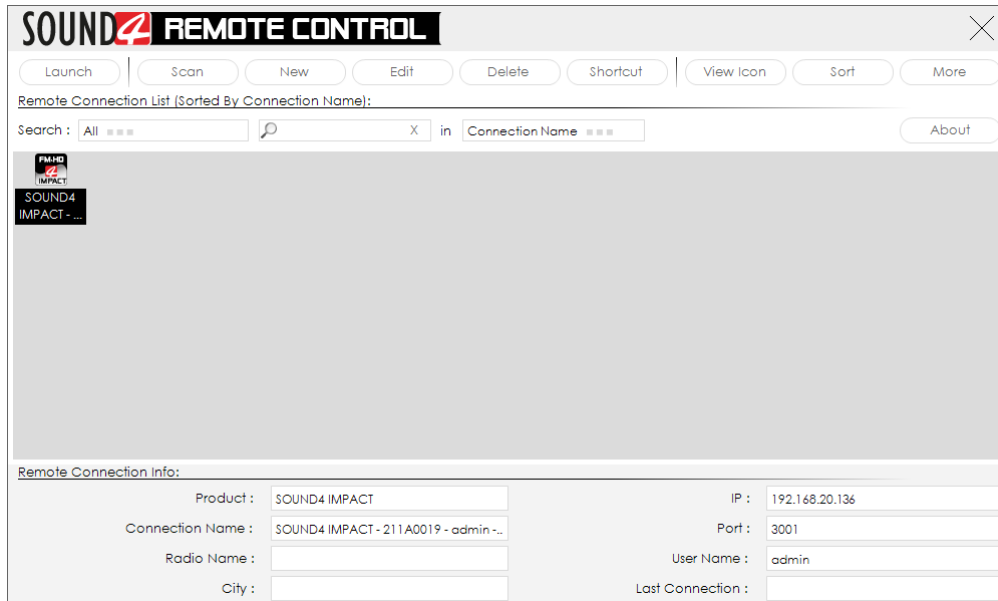 SOUND4 REMOTE CONTROL
Launch Scan New Edit Delete Shortcut View Icon Sort More
Remote Connection List (Sorted By Connection Name):
Search : All X in Connection Name About
FM-HD
4
IMPACT
SOUND4
IMPACT - ...
Remote Connection Info:
Product : SOUND4 IMPACT IP : 192.168.20.136
Connection Name : SOUND4 IMPACT - 211A0019 - admin -.. Port : 3001
Radio Name : User Name : admin
City : Last Connection :